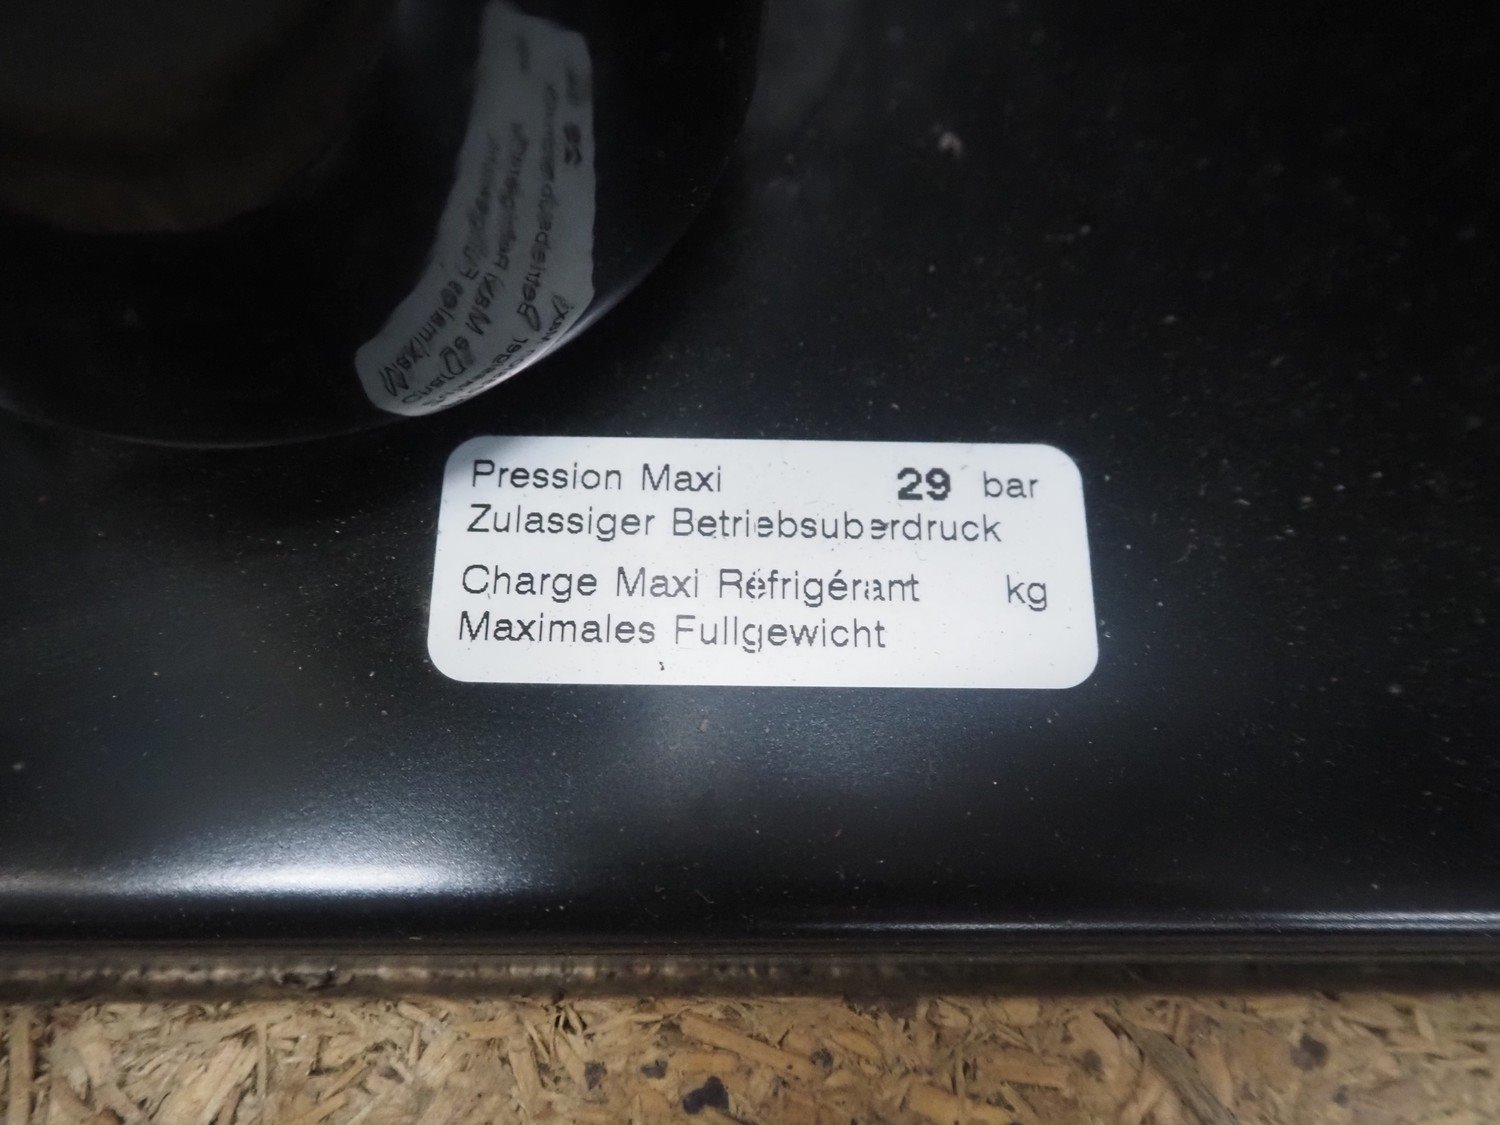 Pression Maxi 29 bar
Zulassiger Betriebsuberdruck
Charge Maxi Réfrigérant kg
Maximales Fullgewicht